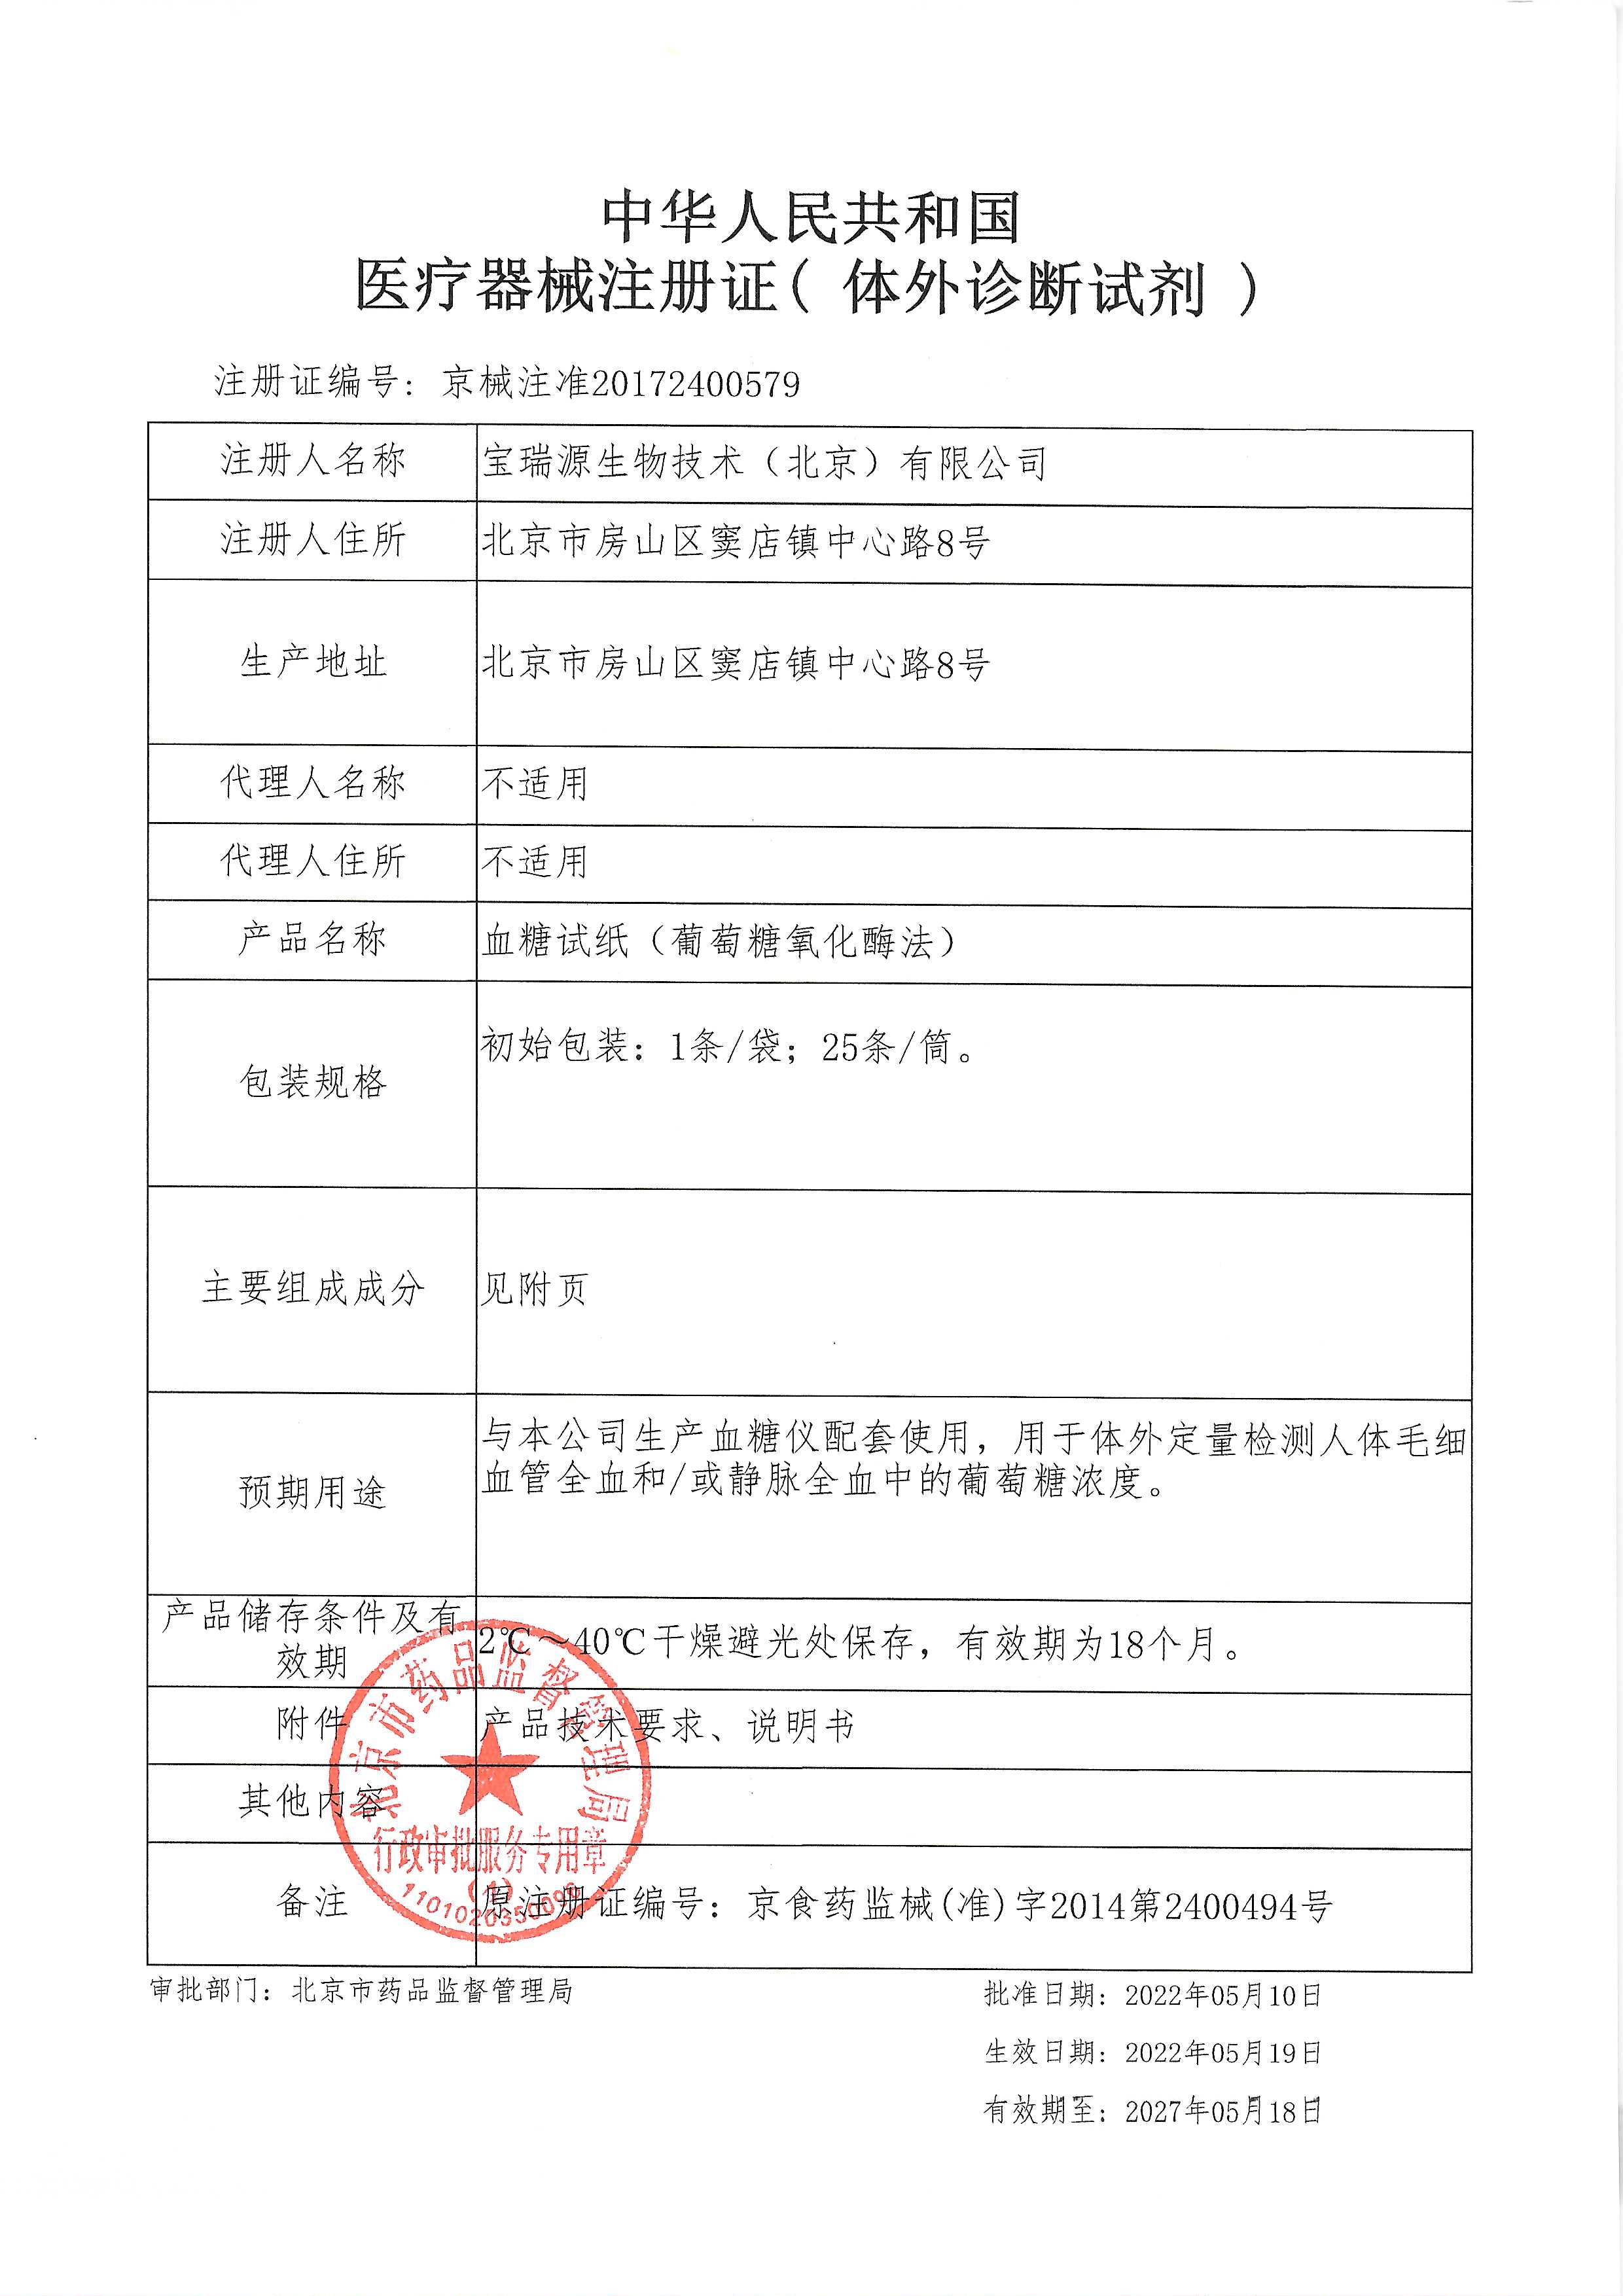 中华人民共和国
医疗器械注册证（体外诊断试剂）
注册证编号：京械注准20172400579
注册人名称 宝瑞源生物技术（北京）有限公司
注册人住所 北京市房山区窦店镇中心路8号
生产地址 北京市房山区窦店镇中心路8号
代理人名称 不适用
代理人住所 不适用
产品名称 血糖试纸（葡萄糖氧化酶法）
包装规格 初始包装：1条/袋；25条/筒。
主要组成成分 见附页
预期用途
与本公司生产血糖仪配套使用，用于体外定量检测人体毛细
血管全血和/或静脉全血中的葡萄糖浓度。
产品储存条件及有
效期
2℃～40℃干燥避光处保存，有效期为18个月。
附件 产品技术要求、说明书
其他内容
备注 原注册证编号：京食药监械(准)字2014第2400494号
北京市药品监督管理局
行政审批服务专用章
(1)
审批部门：北京市药品监督管理局
批准日期：2022年05月10日
生效日期：2022年05月19日
有效期至：2027年05月18日